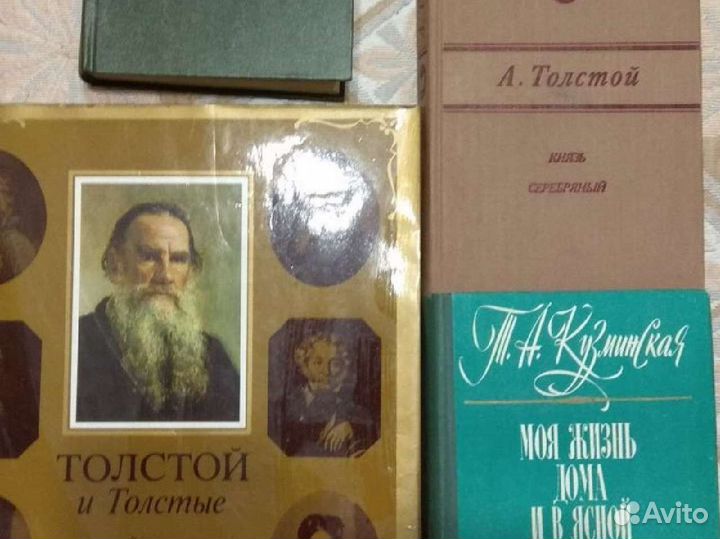 А. Толстой
КНЯЗЬ
СЕРЕБРЯНЫЙ
ТОЛСТОЙ
и Толстые
Т. А. Кузминская
МОЯ ЖИЗНЬ
ДОМА
И В ЯСНОЙ
Avito